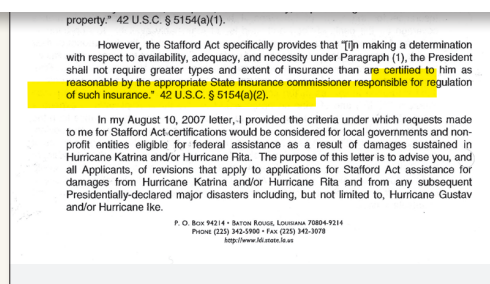 property." 42 U.S.C. § 5154(a)(1).
However, the Stafford Act specifically provides that "[i]n making a determination
with respect to availability, adequacy, and necessity under Paragraph (1), the President
shall not require greater types and extent of insurance than are certified to him as
reasonable by the appropriate State insurance commissioner responsible for regulation
of such insurance." 42 U.S.C. § 5154(a)(2).
In my August 10, 2007 letter, I provided the criteria under which requests made
to me for Stafford Act certifications would be considered for local governments and non-
profit entities eligible for federal assistance as a result of damages sustained in
Hurricane Katrina and/or Hurricane Rita. The purpose of this letter is to advise you, and
all Applicants, of revisions that apply to applications for Stafford Act assistance for
damages from Hurricane Katrina and/or Hurricane Rita and from any subsequent
Presidentially-declared major disasters including, but not limited to, Hurricane Gustav
and/or Hurricane Ike.
P. O. Box 94214 • Baton Rouge, Louisiana 70804-9214
Phone (225) 342-5900 • Fax (225) 342-3078
http://www.ldi.state.la.us